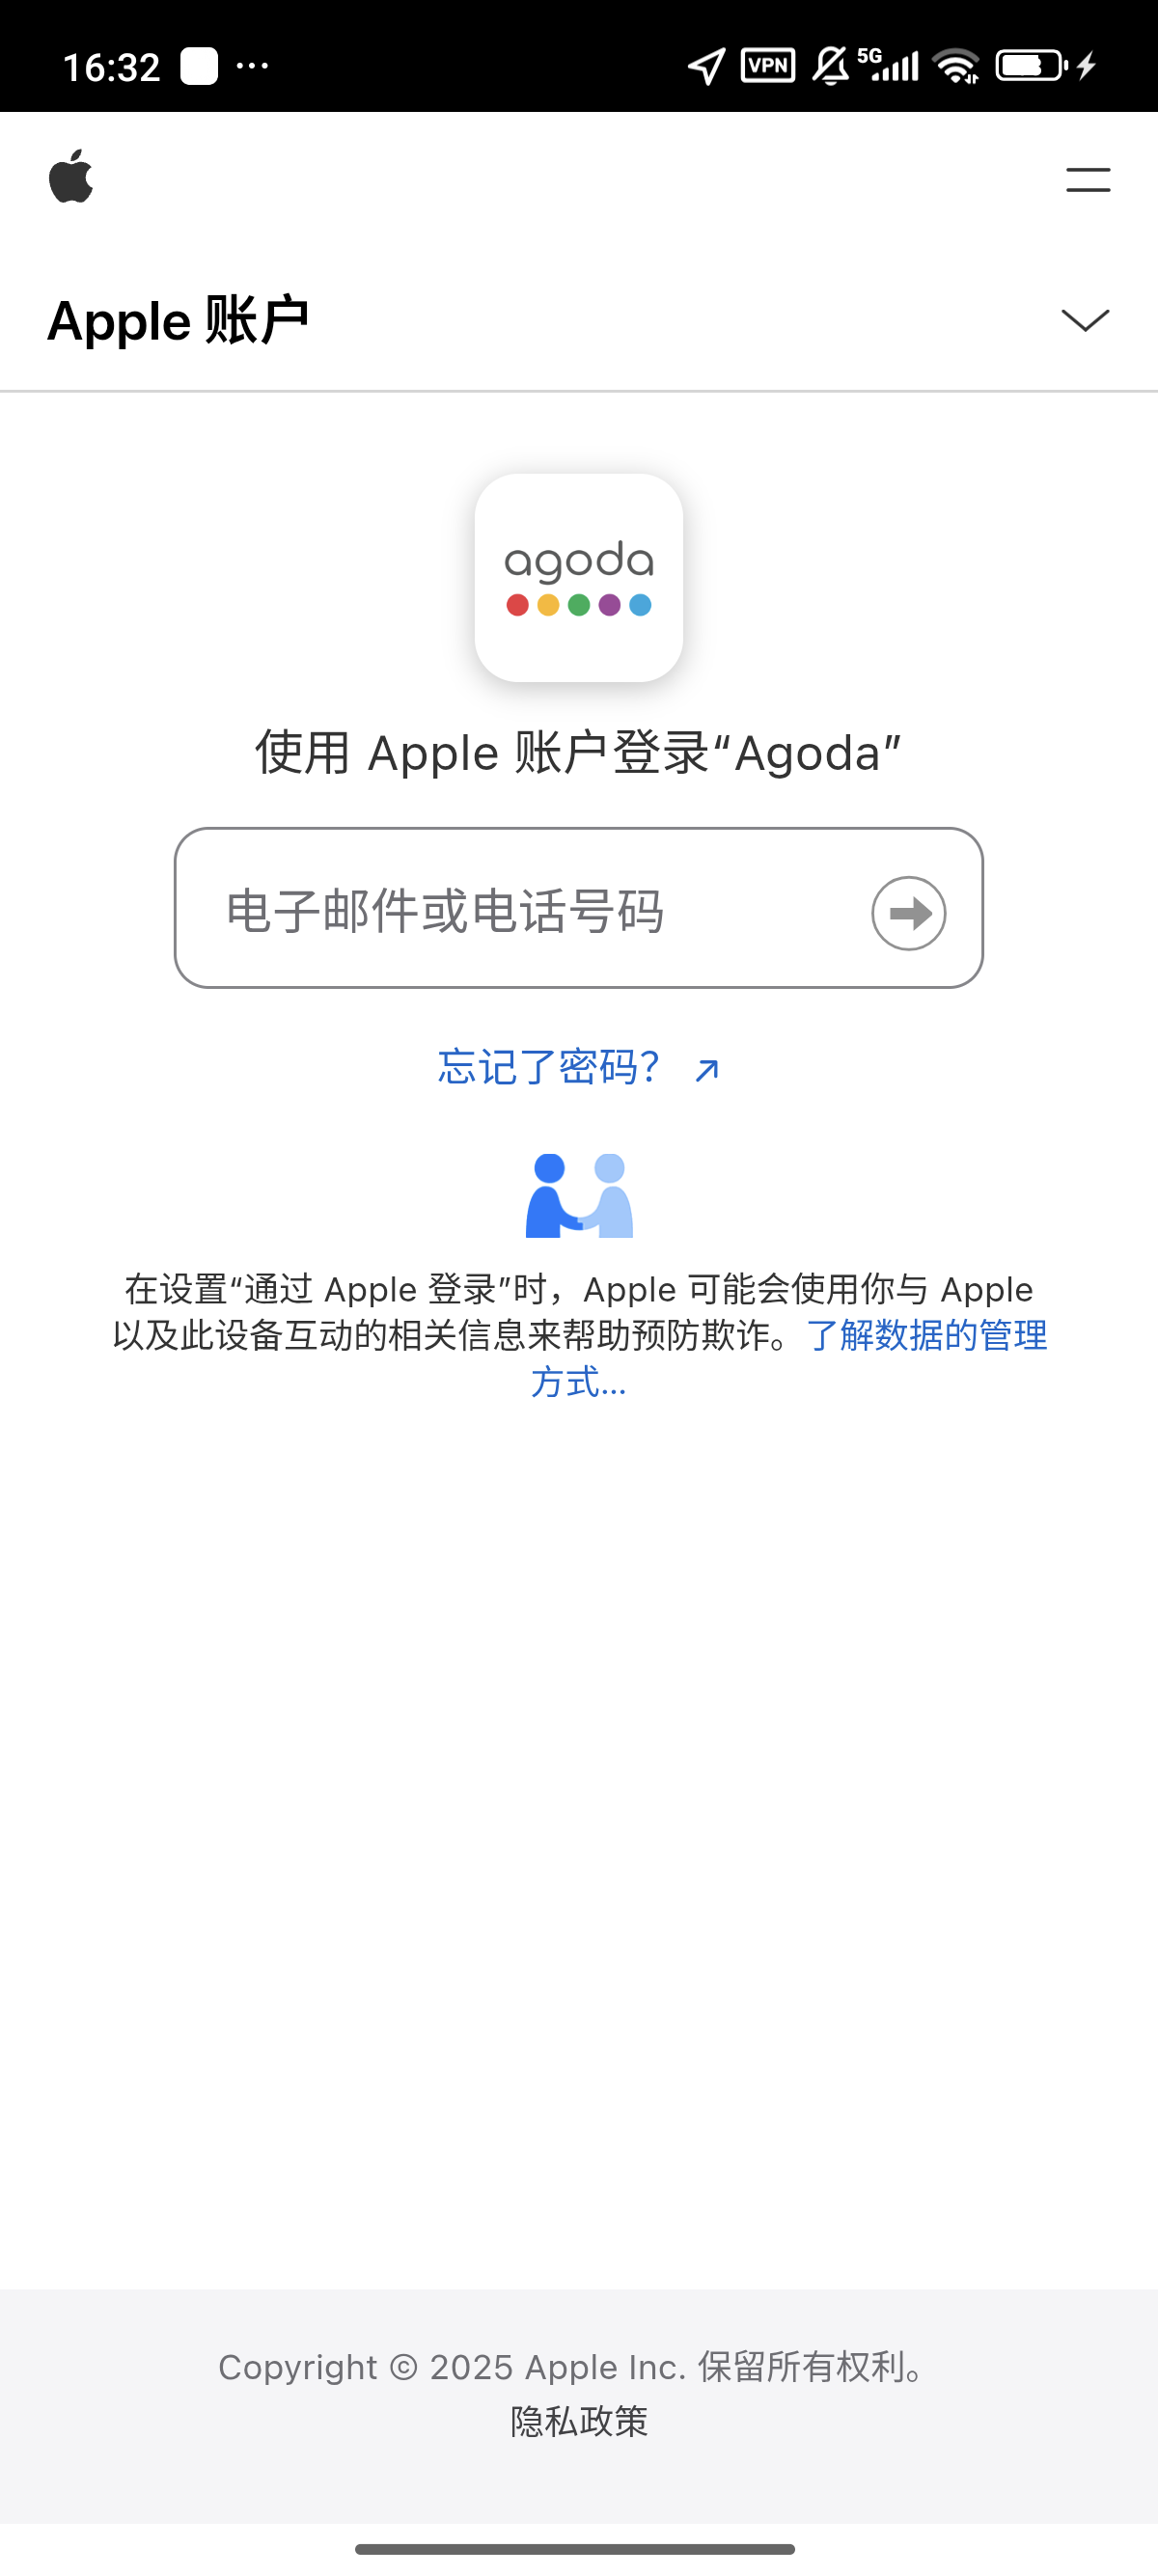 16:32
VPN
5G
Apple 账户
agoda
使用 Apple 账户登录“Agoda”
电子邮件或电话号码
忘记了密码？ ↗
在设置“通过 Apple 登录”时，Apple 可能会使用你与 Apple
以及此设备互动的相关信息来帮助预防欺诈。了解数据的管理
方式...
Copyright © 2025 Apple Inc. 保留所有权利。
隐私政策